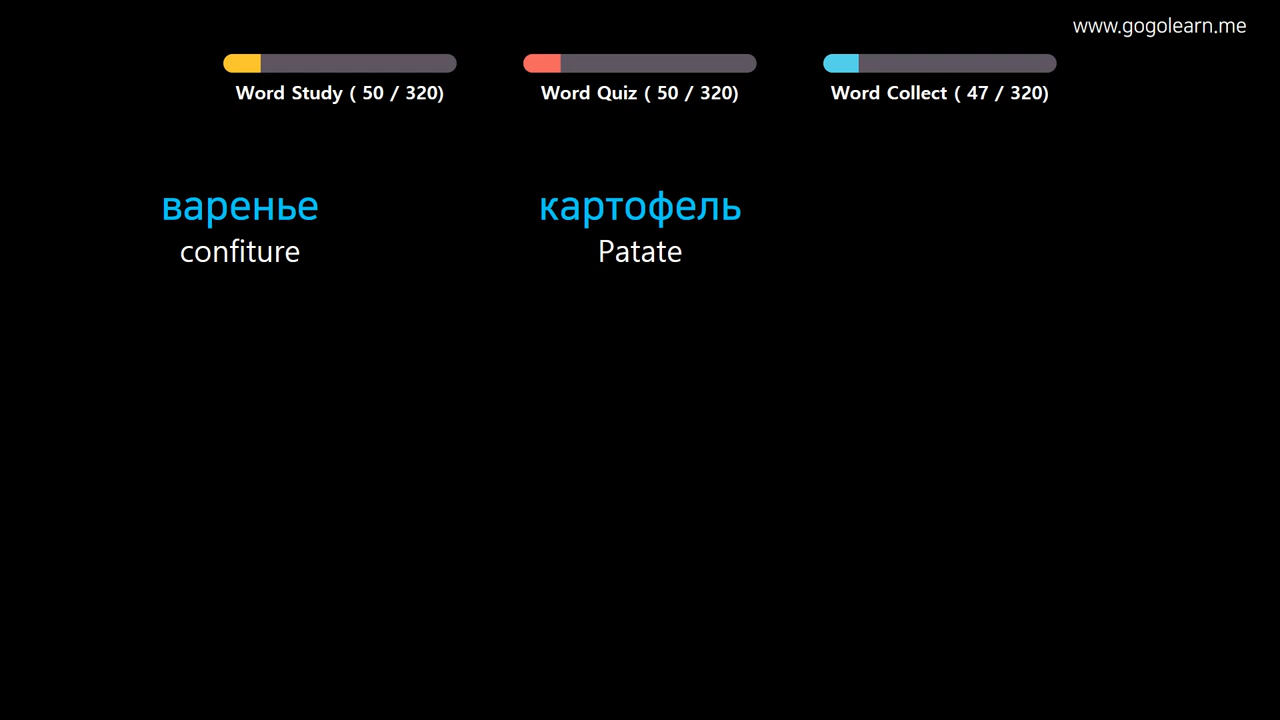 www.gogolearn.me
Word Study ( 50 / 320)
Word Quiz ( 50 / 320)
Word Collect ( 47 / 320)
варенье
confiture
картофель
Patate